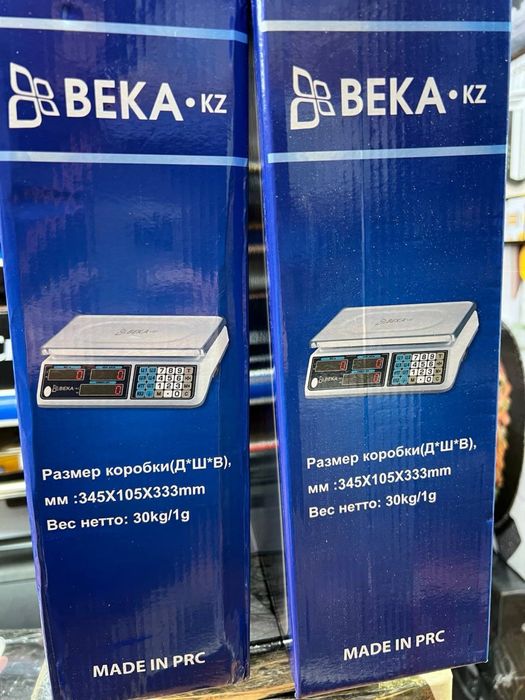 BEKA•KZ
Размер коробки(Д*Ш*В),
мм :345X105X333mm
Вес нетто: 30kg/1g
MADE IN PRC
BEKA•KZ
Размер коробки(Д*Ш*В),
мм :345X105X333mm
Вес нетто: 30kg/1g
MADE IN PRC